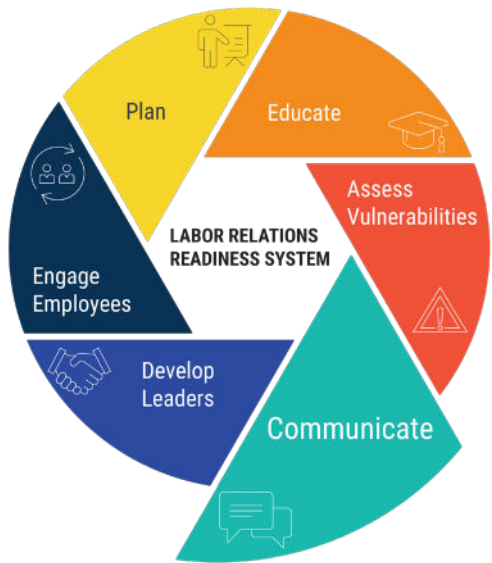 Plan
Educate
Assess
Vulnerabilities
LABOR RELATIONS
READINESS SYSTEM
Engage
Employees
Develop
Leaders
Communicate